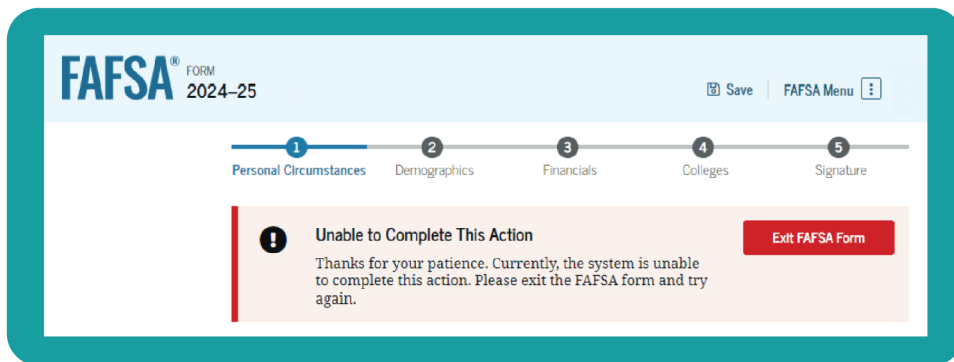 FAFSA® FORM
2024–25
Save FAFSA Menu
1 2 3 4 5
Personal Circumstances Demographics Financials Colleges Signature
Unable to Complete This Action
Exit FAFSA Form
Thanks for your patience. Currently, the system is unable
to complete this action. Please exit the FAFSA form and try
again.